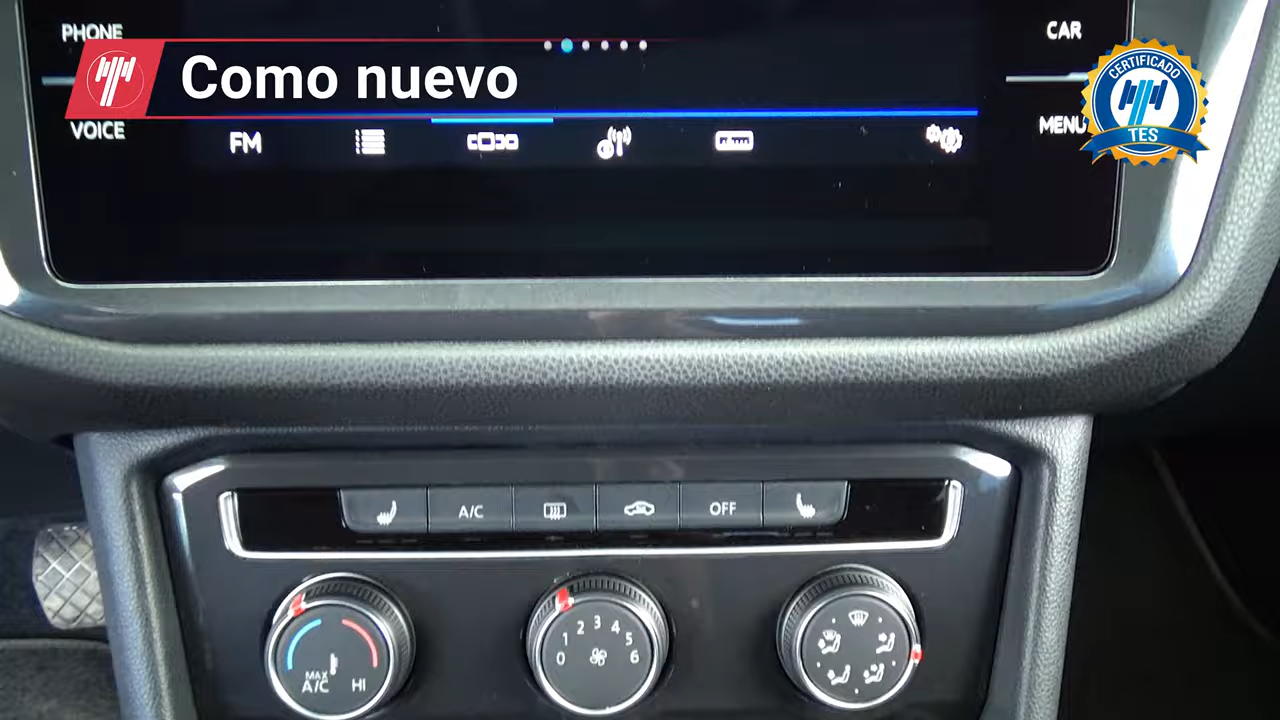 PHONE
CAR
Como nuevo
CERTIFICADO
TES
VOICE
MENU
FM
A/C
OFF
MAX
A/C
HI
0 1 2 3 4 5 6